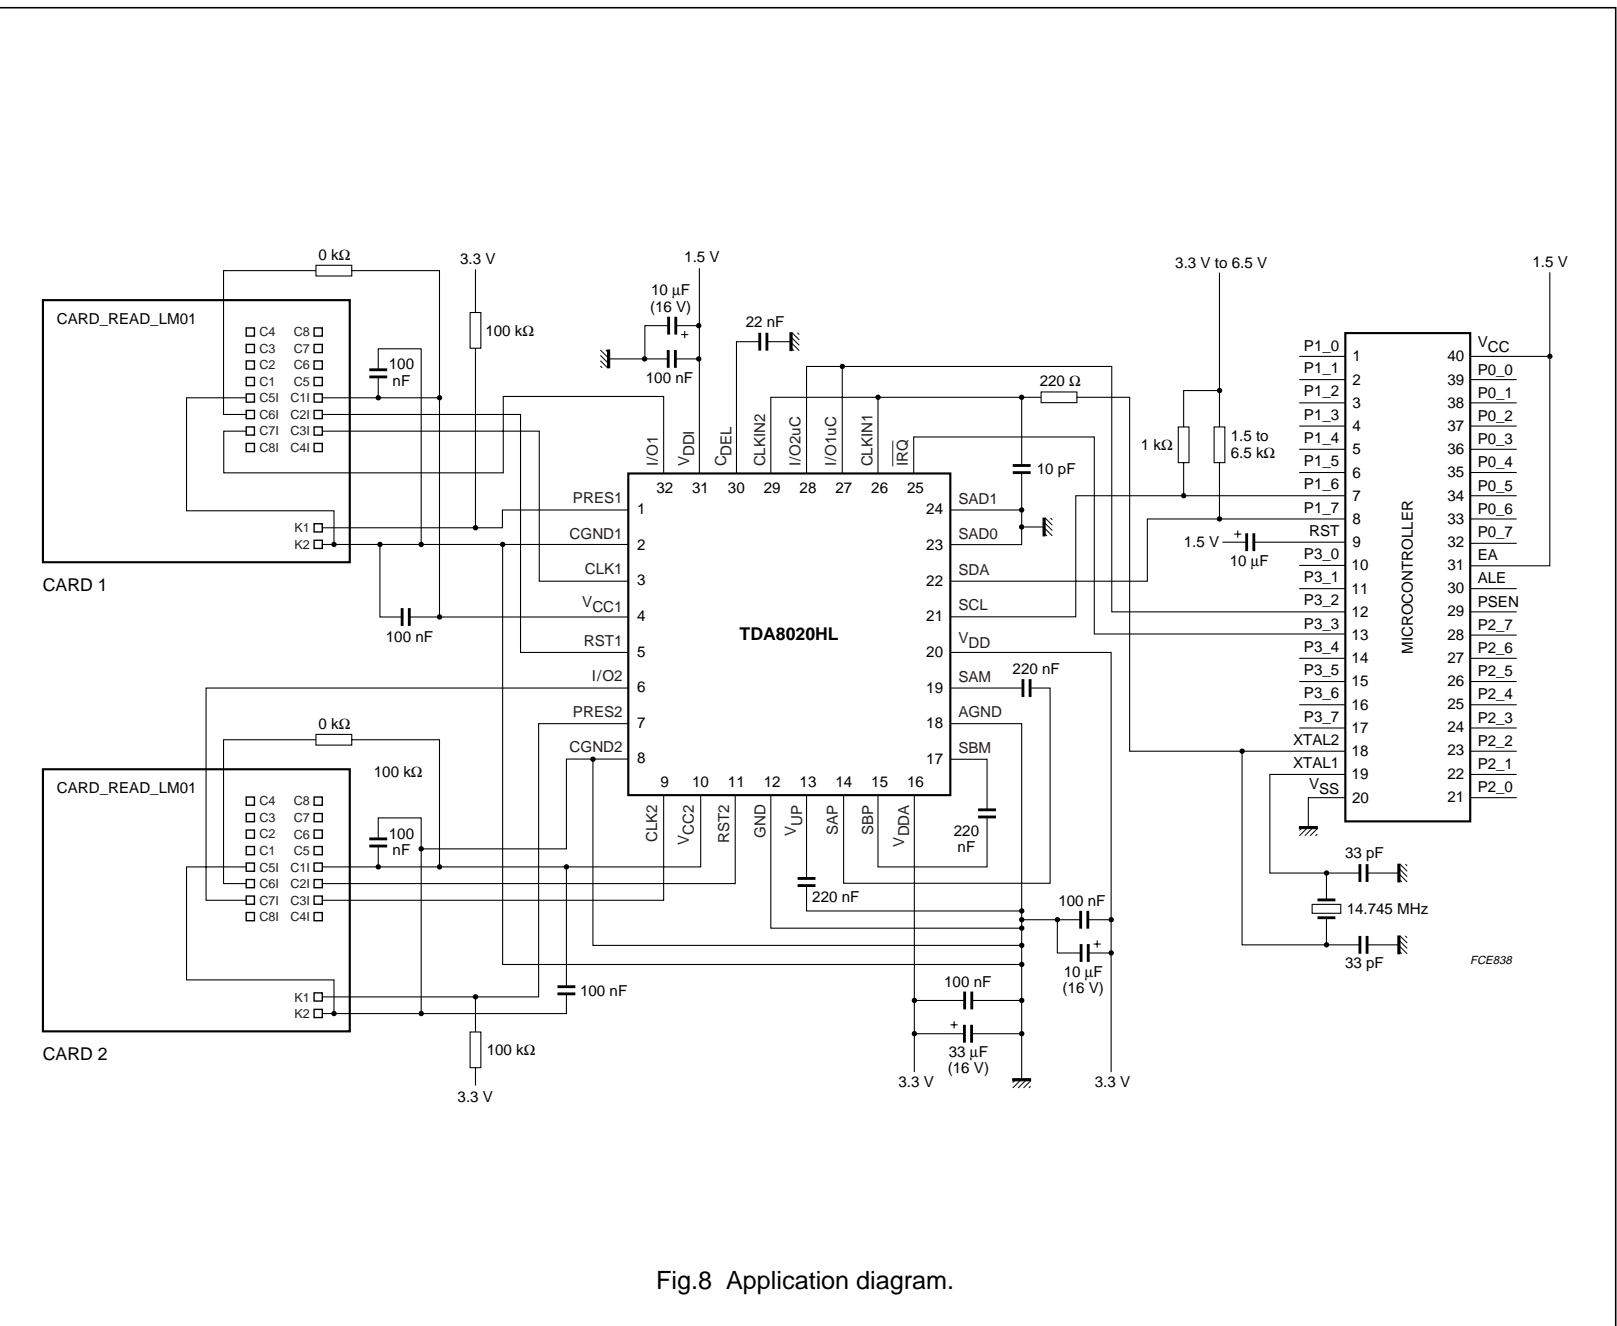 0 kΩ
3.3 V
1.5 V
3.3 V to 6.5 V
1.5 V
CARD_READ_LM01
C4 C8
C3 C7
C2 C6
C1 C5
C5I C1I
C6I C2I
C7I C3I
C8I C4I
K1
K2
CARD 1
100 nF
100 kΩ
100 nF
10 μF (16 V)
+
100 nF
22 nF
220 Ω
10 pF
1 kΩ
1.5 to 6.5 kΩ
I/O1
VDDI
CDEL
CLKIN2
I/O2uC
I/O1uC
CLKIN1
IRQ
32 31 30 29 28 27 26 25
PRES1 1
CGND1 2
CLK1 3
VCC1 4
RST1 5
I/O2 6
PRES2 7
CGND2 8
TDA8020HL
24 SAD1
23 SAD0
22 SDA
21 SCL
20 VDD
19 SAM
18 AGND
17 SBM
9 10 11 12 13 14 15 16
CLK2
VCC2
RST2
GND
VUP
SAP
SBP
VDDA
220 nF
220 nF
220 nF
100 nF
+
10 μF (16 V)
100 nF
+
33 μF (16 V)
3.3 V
3.3 V
0 kΩ
100 kΩ
CARD_READ_LM01
C4 C8
C3 C7
C2 C6
C1 C5
C5I C1I
C6I C2I
C7I C3I
C8I C4I
K1
K2
CARD 2
100 nF
100 nF
100 kΩ
3.3 V
1.5 V
+
10 μF
MICROCONTROLLER
P1_0 1
P1_1 2
P1_2 3
P1_3 4
P1_4 5
P1_5 6
P1_6 7
P1_7 8
RST 9
P3_0 10
P3_1 11
P3_2 12
P3_3 13
P3_4 14
P3_5 15
P3_6 16
P3_7 17
XTAL2 18
XTAL1 19
VSS 20
40 VCC
39 P0_0
38 P0_1
37 P0_2
36 P0_3
35 P0_4
34 P0_5
33 P0_6
32 P0_7
31 EA
30 ALE
29 PSEN
28 P2_7
27 P2_6
26 P2_5
25 P2_4
24 P2_3
23 P2_2
22 P2_1
21 P2_0
33 pF
14.745 MHz
33 pF
FCE838
Fig.8 Application diagram.